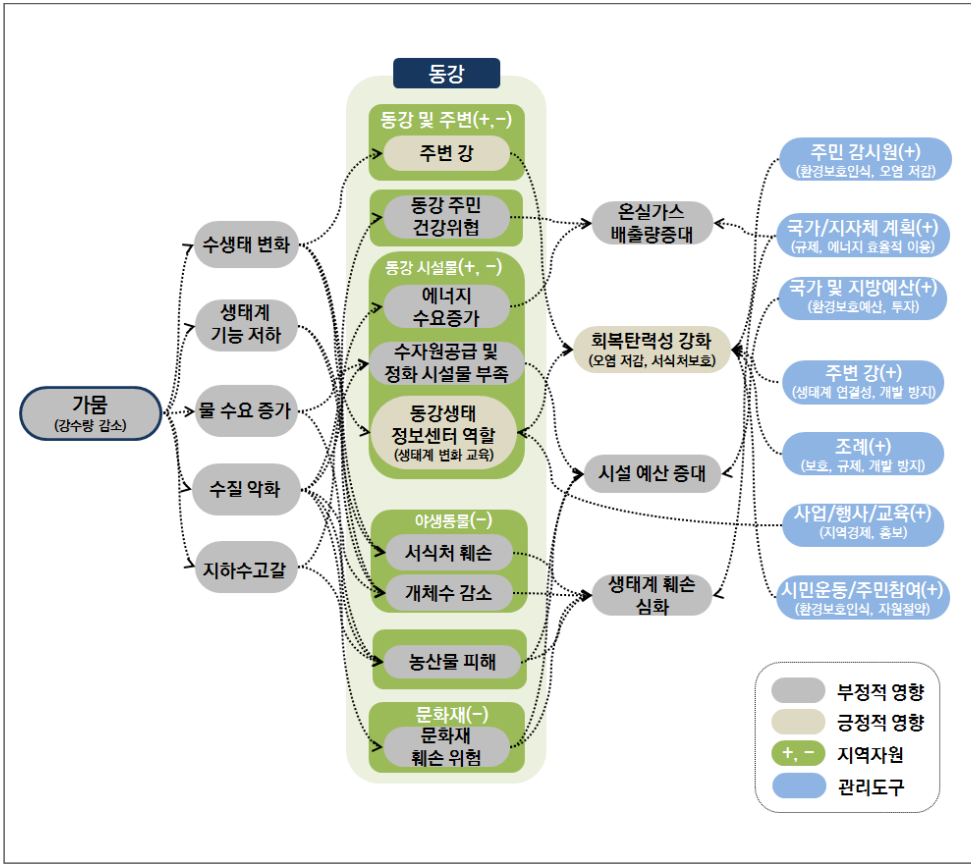 동강
동강 및 주변(+,-)
주변 강
동강 주민
건강위협
동강 시설물(+, -)
에너지
수요증가
수자원공급 및
정화 시설물 부족
동강생태
정보센터 역할
(생태계 변화 교육)
야생동물(-)
서식처 훼손
개체수 감소
농산물 피해
문화재(-)
문화재
훼손 위험
가뭄
(강수량 감소)
수생태 변화
생태계
기능 저하
물 수요 증가
수질 악화
지하수고갈
온실가스
배출량증대
회복탄력성 강화
(오염 저감, 서식처보호)
시설 예산 증대
생태계 훼손
심화
주민 감시원(+)
(환경보호인식, 오염 저감)
국가/지자체 계획(+)
(규제, 에너지 효율적 이용)
국가 및 지방예산(+)
(환경보호예산, 투자)
주변 강(+)
(생태계 연결성, 개발 방지)
조례(+)
(보호, 규제, 개발 방지)
사업/행사/교육(+)
(지역경제, 홍보)
시민운동/주민참여(+)
(환경보호인식, 자원절약)
부정적 영향
긍정적 영향
+, - 지역자원
관리도구